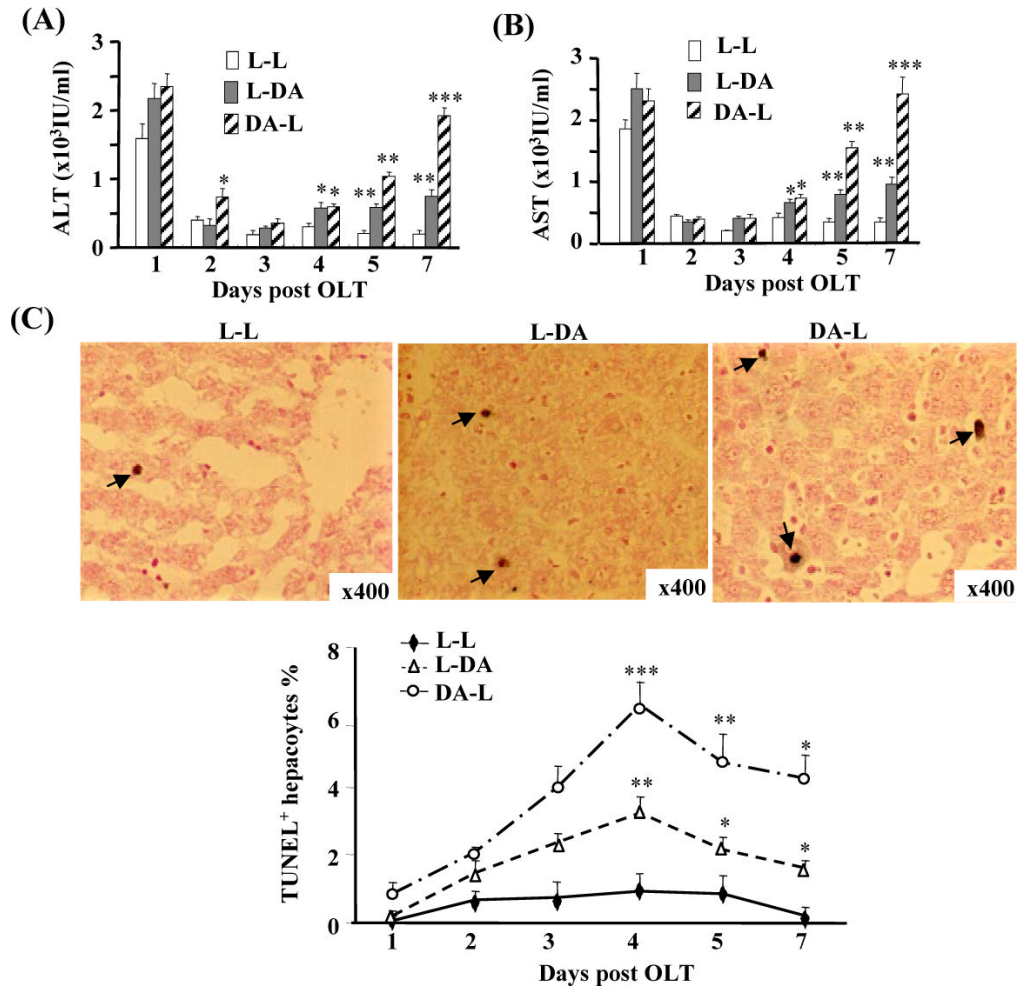 (A)
3
2
1
0
ALT (x10³IU/ml)
L-L
L-DA
DA-L
*
* *
** **
** ***
1 2 3 4 5 7
Days post OLT
(B)
3
2
1
0
AST (x10³IU/ml)
L-L
L-DA
DA-L
* *
** **
** ***
1 2 3 4 5 7
Days post OLT
(C)
L-L L-DA DA-L
x400 x400 x400
8
6
4
2
0
TUNEL⁺ hepacytes %
L-L
L-DA
DA-L
*** ** *
** * *
1 2 3 4 5 7
Days post OLT